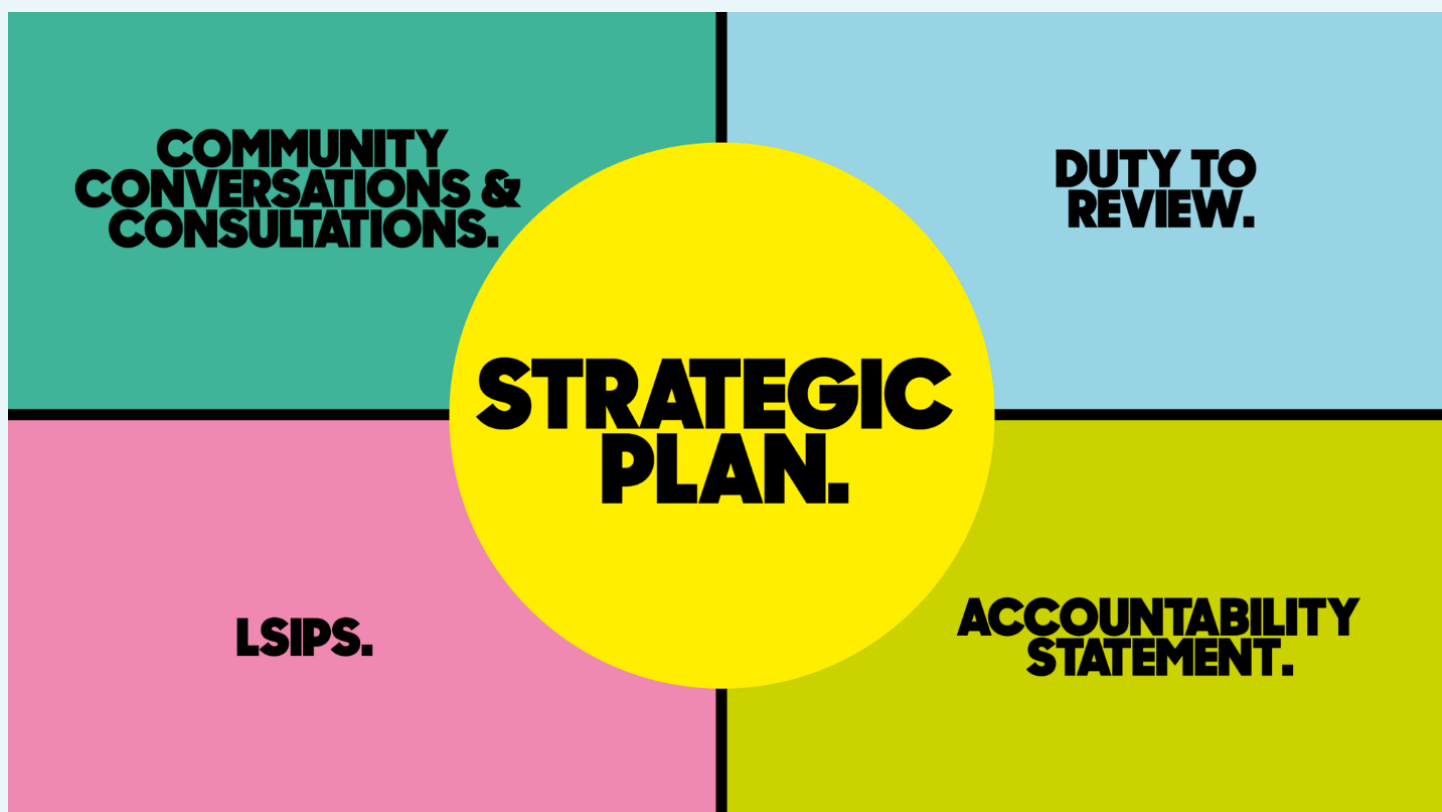 COMMUNITY
CONVERSATIONS &
CONSULTATIONS.
DUTY TO
REVIEW.
STRATEGIC
PLAN.
LSIPS.
ACCOUNTABILITY
STATEMENT.